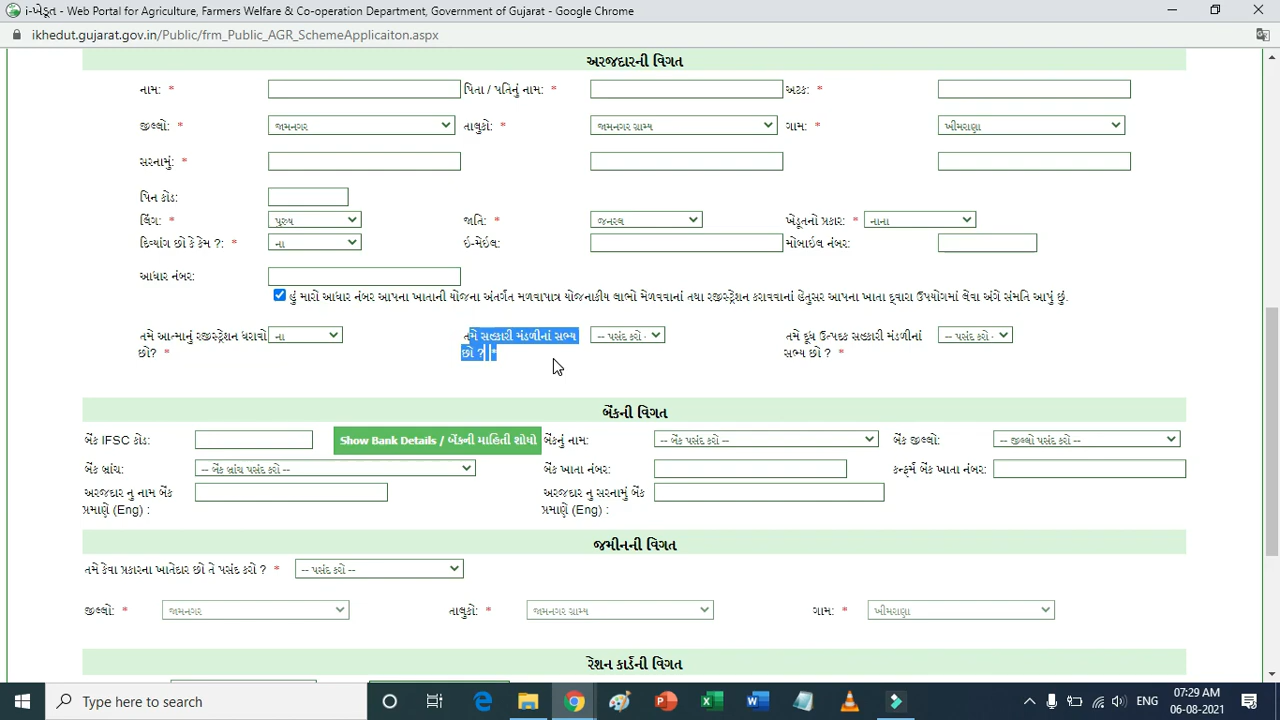 i-ખેડૂત - Web Portal for Agriculture, Farmers Welfare & Co-operation Department, Government of Gujarat - Google Chrome
ikhedut.gujarat.gov.in/Public/frm_Public_AGR_SchemeApplicaiton.aspx
અરજદારની વિગત
નામ: * પિતા / પતિનું નામ: * અટક: *
જીલ્લો: * જામનગર તાલુકો: * જામનગર ગ્રામ્ય ગામ: * ખીમરાણા
સરનામું: *
પિન કોડ:
લિંગ: * પુરુષ જાતિ: * જનરલ ખેડૂતનો પ્રકાર: * નાના
દિવ્યાંગ છો કે કેમ ?: * ના ઇ-મેઇલ: મોબાઈલ નંબર:
આધાર નંબર:
હું મારો આધાર નંબર આપના ખાતાની યોજના અંતર્ગત મળવાપાત્ર યોજનાકીય લાભો મેળવવાનાં તથા રજીસ્ટ્રેશન કરાવવાનાં હેતુસર આપના ખાતા દ્વારા ઉપયોગમાં લેવા અંગે સંમતિ આપું છું.
તમે આત્માનું રજીસ્ટ્રેશન ધરાવો ના તમે સહકારી મંડળીનાં સભ્ય -- પસંદ કરો - તમે દૂધ ઉત્પાદક સહકારી મંડળીનાં -- પસંદ કરો -
છો? * છો ? * સભ્ય છો ? *
બેંકની વિગત
બેંક IFSC કોડ: Show Bank Details / બેંકની માહિતી શોધો બેંકનું નામ: -- બેંક પસંદ કરો -- બેંક જીલ્લો: -- જીલ્લો પસંદ કરો --
બેંક બ્રાંચ: -- બેંક બ્રાંચ પસંદ કરો -- બેંક ખાતા નંબર: કન્ફર્મ બેંક ખાતા નંબર:
અરજદાર નુ નામ બેંક અરજદાર નુ સરનામું બેંક
પ્રમાણે (Eng) : પ્રમાણે (Eng) :
જમીનની વિગત
તમે કેવા પ્રકારના ખાતેદાર છો તે પસંદ કરો ? * -- પસંદ કરો --
જીલ્લો: * જામનગર તાલુકો: * જામનગર ગ્રામ્ય ગામ: * ખીમરાણા
રેશન કાર્ડની વિગત
Type here to search
ENG
07:29 AM
06-08-2021